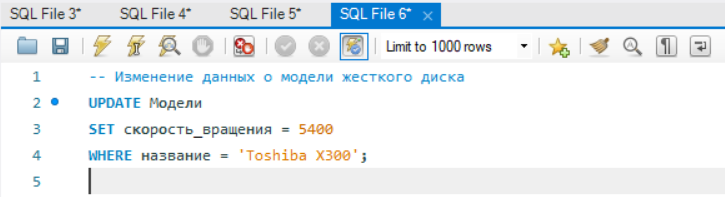 SQL File 3* SQL File 4* SQL File 5* SQL File 6* ×
Limit to 1000 rows
1 -- Изменение данных о модели жесткого диска
2 UPDATE Модели
3 SET скорость_вращения = 5400
4 WHERE название = 'Toshiba X300';
5